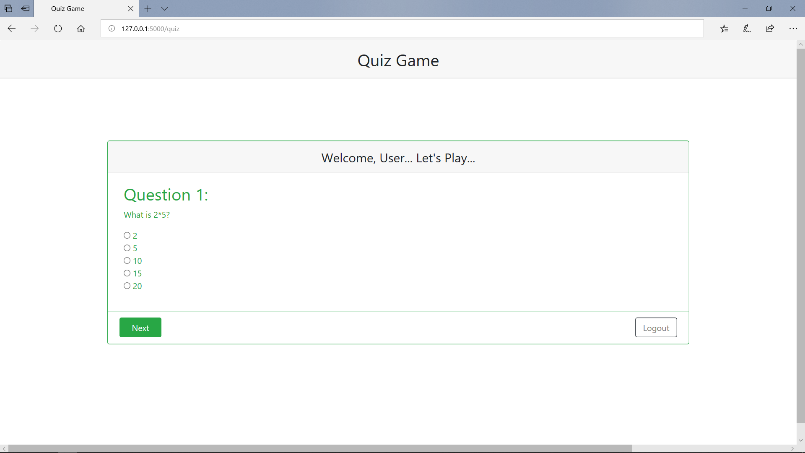 Quiz Game
127.0.0.1:5000/quiz
Quiz Game
Welcome, User... Let's Play...
Question 1:
What is 2*5?
2
5
10
15
20
Next
Logout